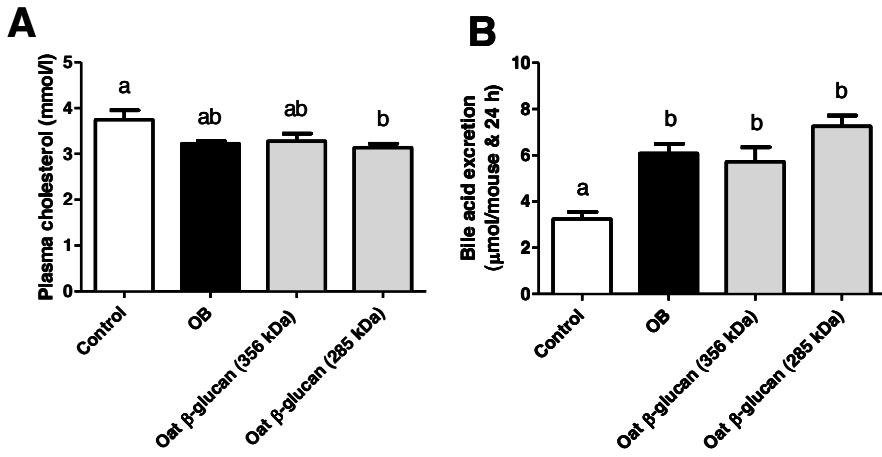 A
Plasma cholesterol (mmol/l)
5
4
3
2
1
0
a
ab
ab
b
Control
OB
Oat β-glucan (356 kDa)
Oat β-glucan (285 kDa)
B
Bile acid excretion
(μmol/mouse & 24 h)
10
8
6
4
2
0
a
b
b
b
Control
OB
Oat β-glucan (356 kDa)
Oat β-glucan (285 kDa)